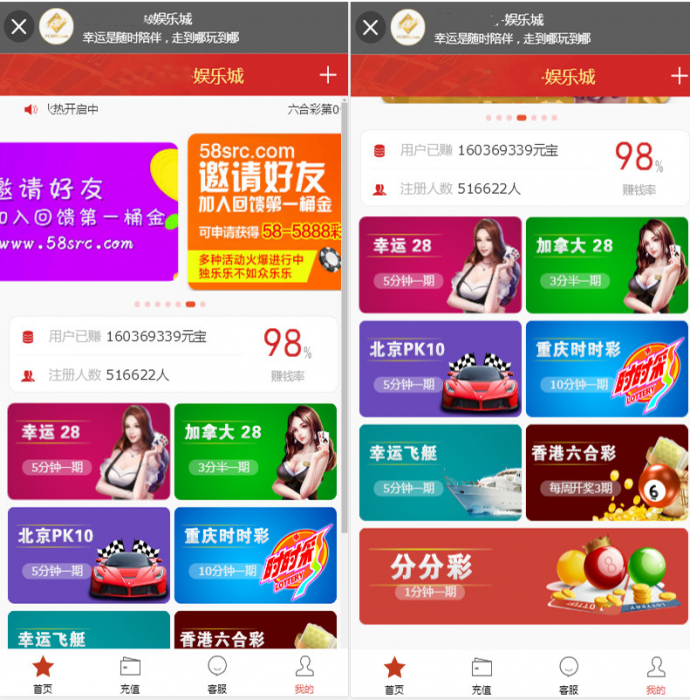 娱乐城
幸运是随时陪伴，走到哪玩到哪
娱乐城
热开启中
六合彩第0
邀请好友
加入回馈第一桶金
www.58src.com
58src.com
邀请好友
加入回馈第一桶金
可申请获得 58-5888彩
多种活动火爆进行中
独乐乐不如众乐乐
用户已赚 160369339元宝
注册人数 516622人
98%
赚钱率
幸运 28
5分钟一期
加拿大 28
3分半一期
北京PK10
5分钟一期
重庆时时彩
10分钟一期
时时彩
LOTTERY
幸运飞艇
香港六合彩
首页
充值
客服
我的
娱乐城
幸运是随时陪伴，走到哪玩到哪
娱乐城
用户已赚 160369339元宝
注册人数 516622人
98%
赚钱率
幸运 28
5分钟一期
加拿大 28
3分半一期
北京PK10
5分钟一期
重庆时时彩
10分钟一期
时时彩
LOTTERY
幸运飞艇
5分钟一期
香港六合彩
每周开奖3期
6
分分彩
1分钟一期
8
首页
充值
客服
我的